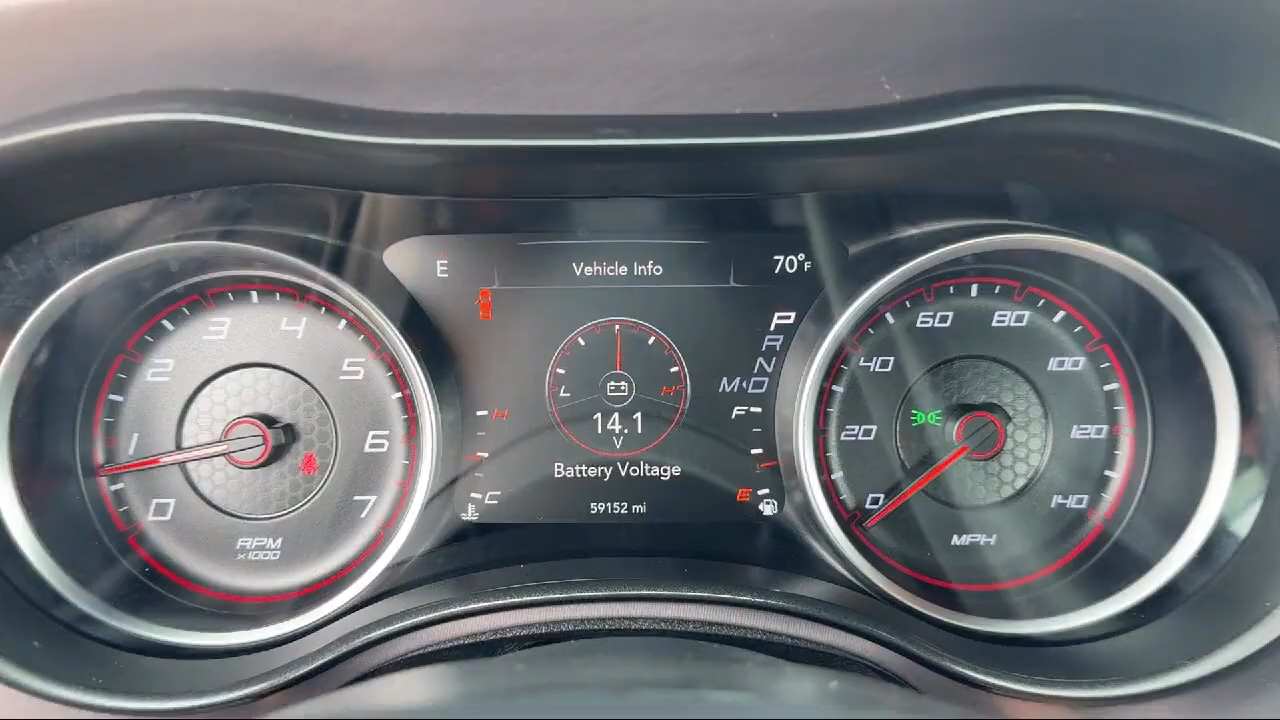 E
Vehicle Info
70°F
P
R
N
M D
L H
14.1
V
Battery Voltage
59152 mi
H
C
F
E
0
1
2
3
4
5
6
7
RPM
x1000
0
20
40
60
80
100
120
140
MPH